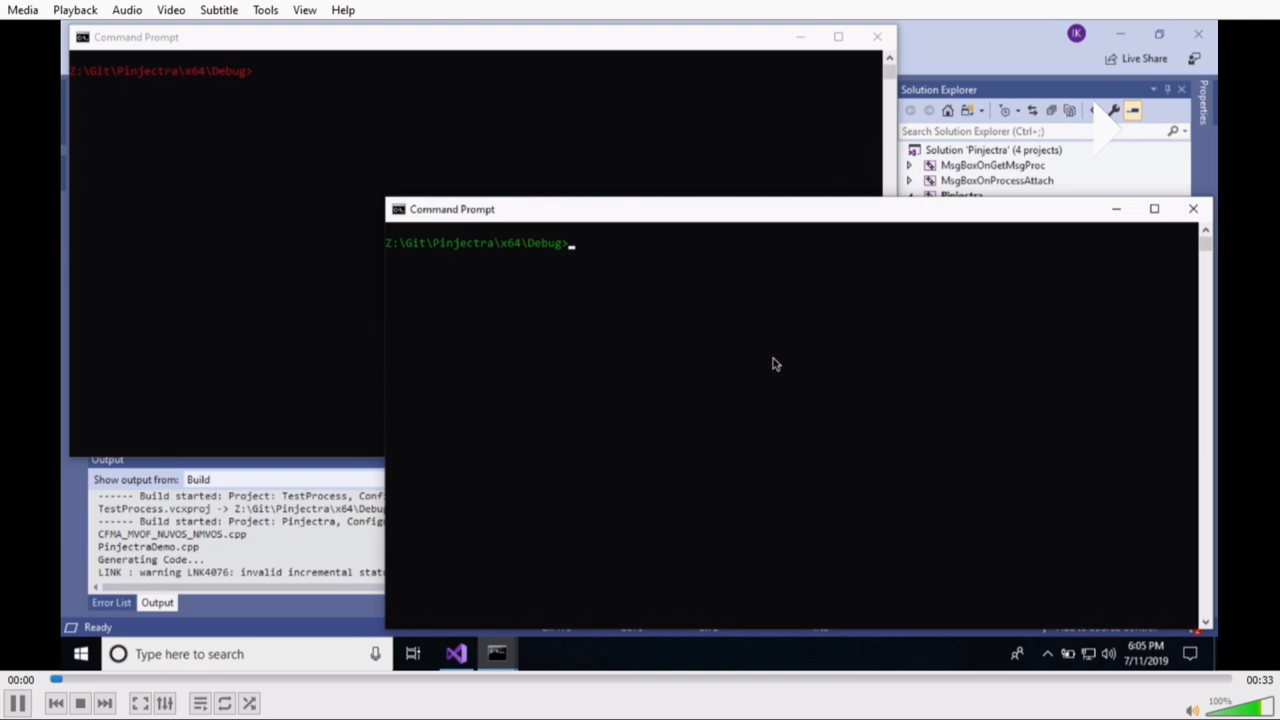 Media Playback Audio Video Subtitle Tools View Help
Command Prompt
Z:\Git\Pinjectra\x64\Debug>
IK
Live Share
Solution Explorer
Properties
Search Solution Explorer (Ctrl+;)
Solution 'Pinjectra' (4 projects)
MsgBoxOnGetMsgProc
MsgBoxOnProcessAttach
Pinjectra
Command Prompt
Z:\Git\Pinjectra\x64\Debug>
Output
Show output from: Build
------ Build started: Project: TestProcess, Conf
TestProcess.vcxproj -> Z:\Git\Pinjectra\x64\Debu
------ Build started: Project: Pinjectra, Config
CFMA_MVOF_NUVOS_NMVOS.cpp
PinjectraDemo.cpp
Generating Code...
LINK : warning LNK4076: invalid incremental stat
Error List Output
Ready
Type here to search
6:05 PM
7/11/2019
00:00
00:33
100%